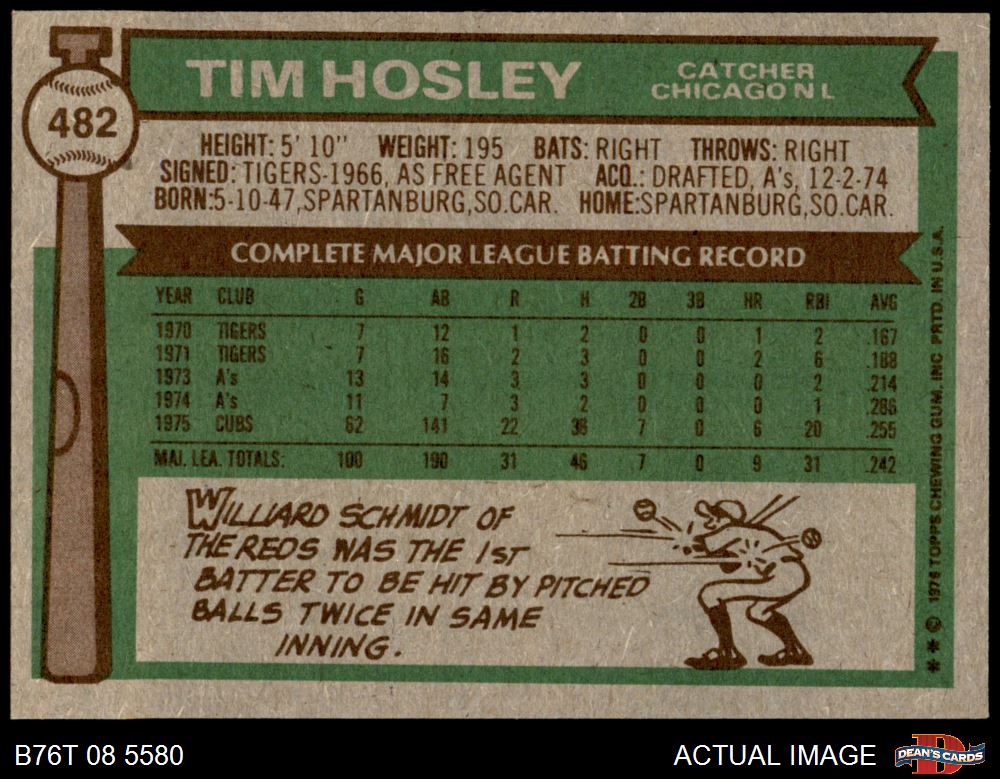 482
TIM HOSLEY
CATCHER
CHICAGO N L
HEIGHT: 5' 10" WEIGHT: 195 BATS: RIGHT THROWS: RIGHT
SIGNED: TIGERS-1966, AS FREE AGENT ACQ.: DRAFTED, A's, 12-2-74
BORN:5-10-47,SPARTANBURG,SO.CAR. HOME:SPARTANBURG,SO.CAR.
COMPLETE MAJOR LEAGUE BATTING RECORD
YEAR CLUB G AB R H 2B 3B HR RBI AVG
1970 TIGERS 7 12 1 2 0 0 1 2 .167
1971 TIGERS 7 16 2 3 0 0 2 6 .188
1973 A's 13 14 3 3 0 0 0 2 .214
1974 A's 11 7 3 2 0 0 0 1 .286
1975 CUBS 62 141 22 36 7 0 6 20 .255
MAJ. LEA. TOTALS: 100 190 31 46 7 0 9 31 .242
WILLIARD SCHMIDT OF
THE REDS WAS THE 1ST
BATTER TO BE HIT BY PITCHED
BALLS TWICE IN SAME
INNING.
* * © 1976 TOPPS CHEWING GUM, INC PRTD. IN U.S.A.
B76T 08 5580
ACTUAL IMAGE
D
DEAN'S CARDS